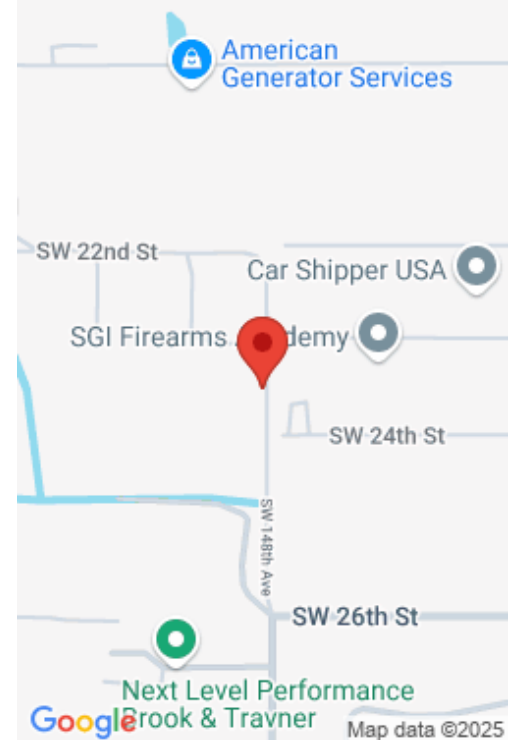 American
Generator Services
SW 22nd St
Car Shipper USA
SGI Firearms demy
SW 24th St
SW 148th Ave
SW 26th St
Next Level Performance
Brook & Travner
Google
Map data ©2025